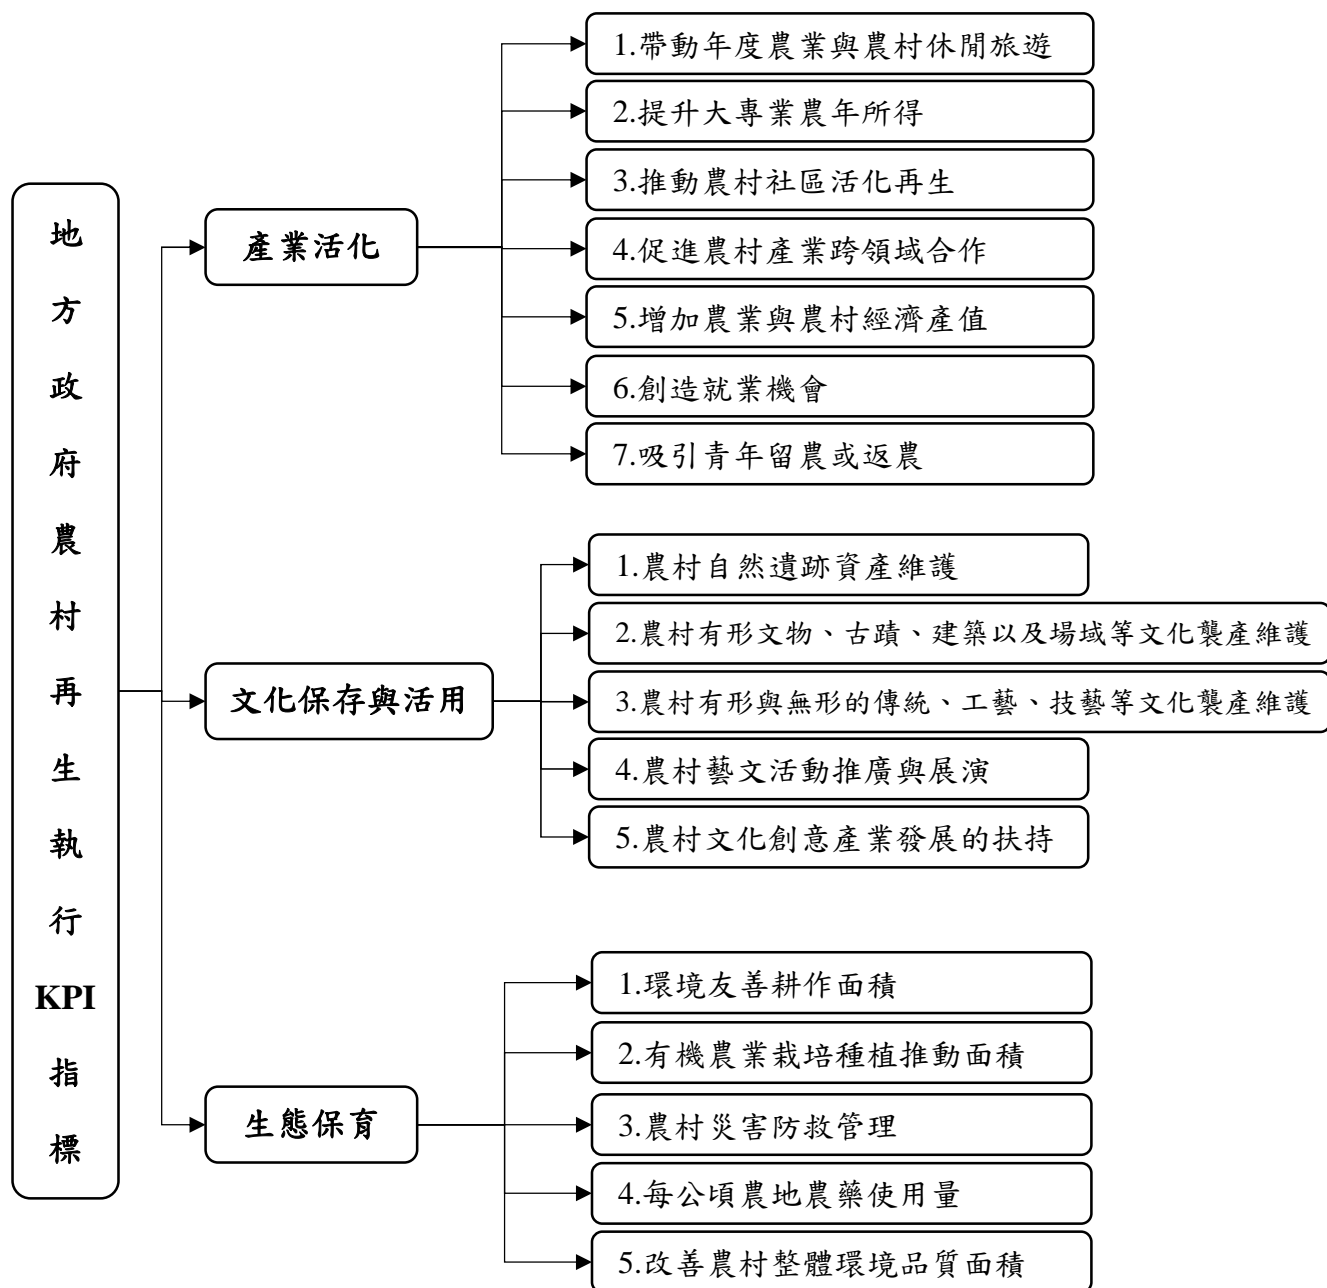 地方政府農村再生執行KPI指標
產業活化
1.帶動年度農業與農村休閒旅遊
2.提升大專業農年所得
3.推動農村社區活化再生
4.促進農村產業跨領域合作
5.增加農業與農村經濟產值
6.創造就業機會
7.吸引青年留農或返農
文化保存與活用
1.農村自然遺跡資產維護
2.農村有形文物、古蹟、建築以及場域等文化襲產維護
3.農村有形與無形的傳統、工藝、技藝等文化襲產維護
4.農村藝文活動推廣與展演
5.農村文化創意產業發展的扶持
生態保育
1.環境友善耕作面積
2.有機農業栽培種植推動面積
3.農村災害防救管理
4.每公頃農地農藥使用量
5.改善農村整體環境品質面積